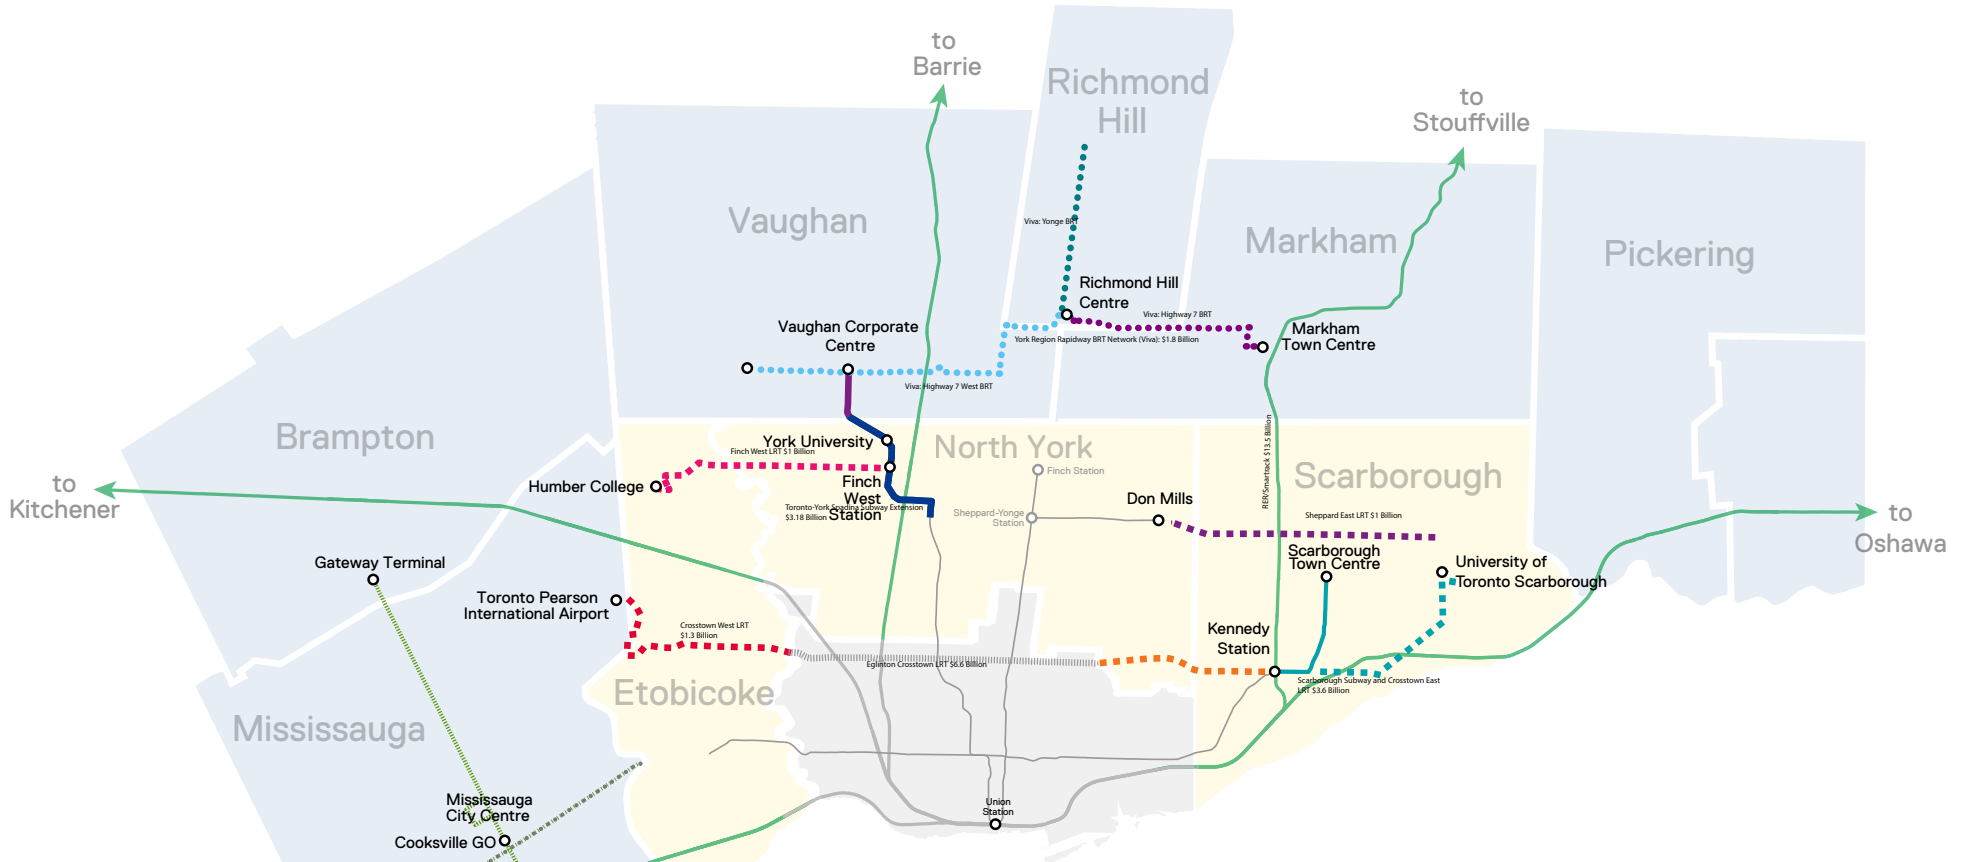 to
Barrie
Richmond
Hill
to
Stouffville
Vaughan
Viva: Yonge BRT
Markham
Pickering
Richmond Hill
Centre
Viva: Highway 7 BRT
Vaughan Corporate
Centre
York Region Rapidway BRT Network (Viva): $1.8 Billion
Markham
Town Centre
Viva: Highway 7 West BRT
Brampton
York University
North York
Finch West LRT $1 Billion
Finch Station
RER/Smartrack $13.5 Billion
Scarborough
to
Kitchener
Humber College
Finch
West
Station
Toronto-York Spadina Subway Extension
$3.18 Billion
Don Mills
Sheppard-Yonge
Station
Sheppard East LRT $1 Billion
to
Oshawa
Gateway Terminal
Scarborough
Town Centre
University of
Toronto Scarborough
Toronto Pearson
International Airport
Crosstown West LRT
$1.3 Billion
Kennedy
Station
Eglinton Crosstown LRT $6.6 Billion
Scarborough Subway and Crosstown East
LRT $3.6 Billion
Etobicoke
Mississauga
Mississauga
City Centre
Union
Station
Cooksville GO